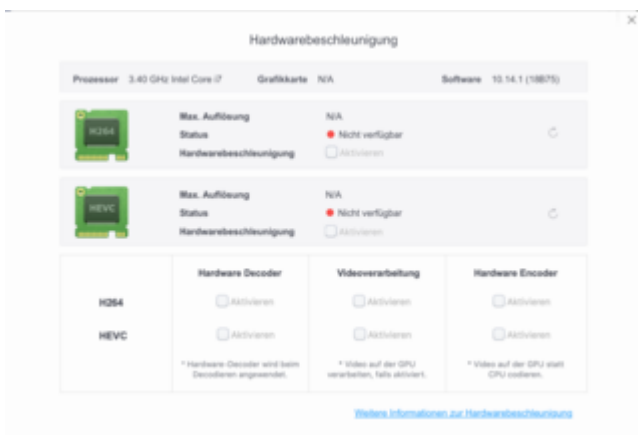 Hardwarebeschleunigung
Prozessor 3.40 GHz Intel Core i7 Grafikkarte N/A Software 10.14.1 (18B75)
H264
Max. Auflösung N/A
Status Nicht verfügbar
Hardwarebeschleunigung Aktivieren
HEVC
Max. Auflösung N/A
Status Nicht verfügbar
Hardwarebeschleunigung Aktivieren
Hardware Decoder Videoverarbeitung Hardware Encoder
H264 Aktivieren Aktivieren Aktivieren
HEVC Aktivieren Aktivieren Aktivieren
* Hardware-Decoder wird beim * Video auf der GPU * Video auf der GPU statt
Decodieren angewendet. verarbeiten, falls aktiviert. CPU codieren.
Weitere Informationen zur Hardwarebeschleunigung